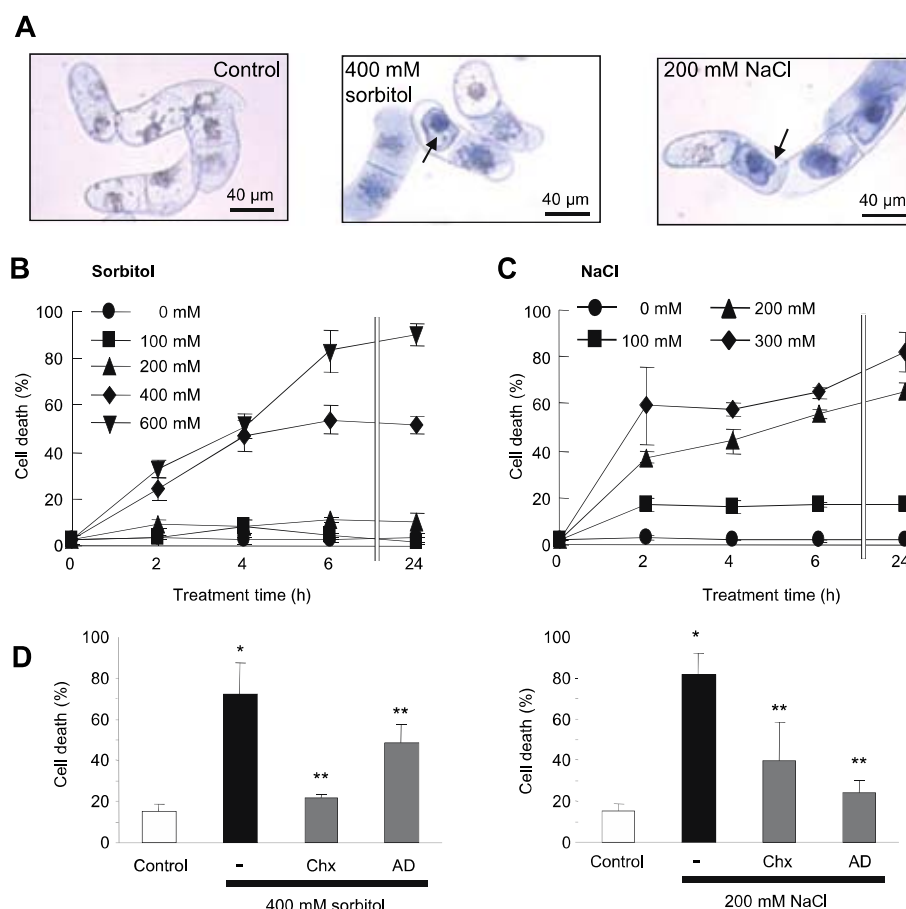 A
Control
40 µm
400 mM
sorbitol
40 µm
200 mM NaCl
40 µm
B
Sorbitol
0 mM
100 mM
200 mM
400 mM
600 mM
Cell death (%)
100
80
60
40
20
0
0 2 4 6 24
Treatment time (h)
C
NaCl
0 mM
100 mM
200 mM
300 mM
Cell death (%)
100
80
60
40
20
0
0 2 4 6 24
Treatment time (h)
D
Cell death (%)
100
80
60
40
20
0
*
**
**
Control - Chx AD
400 mM sorbitol
Cell death (%)
100
80
60
40
20
0
*
**
**
Control - Chx AD
200 mM NaCl